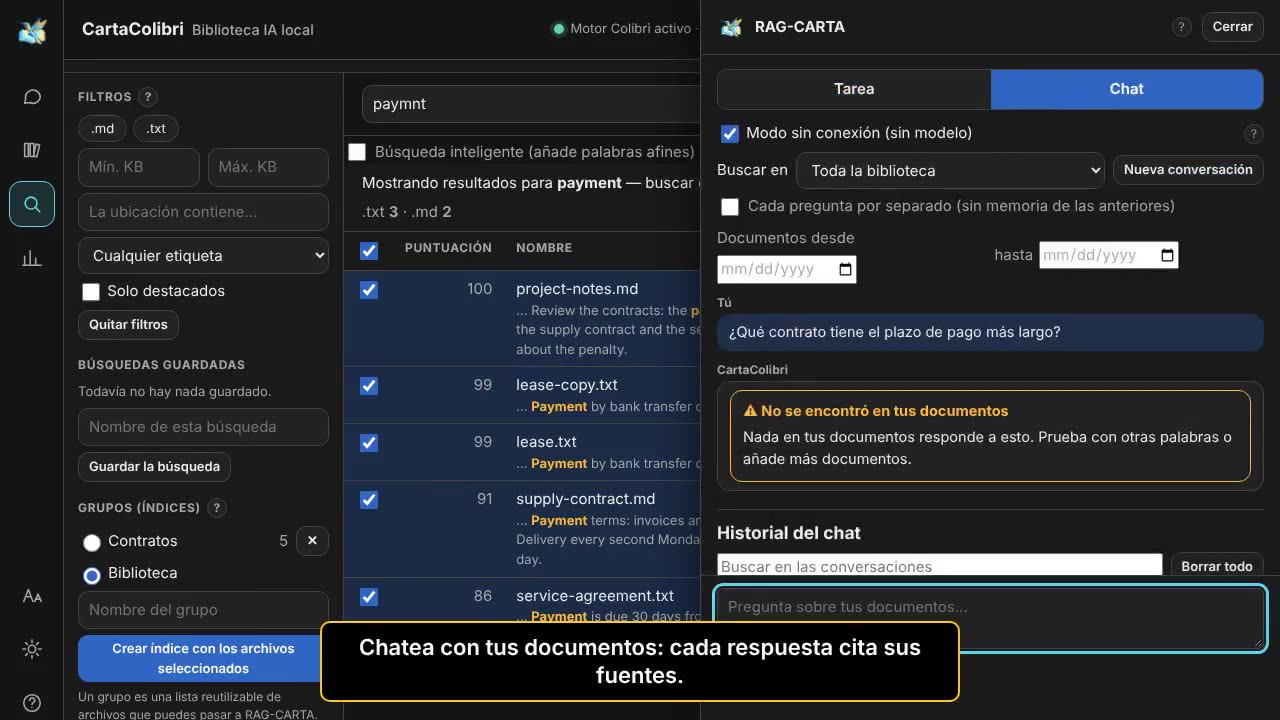 CartaColibri Biblioteca IA local
Motor Colibri activo ·
FILTROS ?
.md .txt
Mín. KB Máx. KB
La ubicación contiene...
Cualquier etiqueta
Solo destacados
Quitar filtros
BÚSQUEDAS GUARDADAS
Todavía no hay nada guardado.
Nombre de esta búsqueda
Guardar la búsqueda
GRUPOS (ÍNDICES) ?
Contratos 5 ×
Biblioteca
Nombre del grupo
Crear índice con los archivos
seleccionados
Un grupo es una lista reutilizable de
archivos que puedes pasar a RAG-CARTA.
paymnt
Búsqueda inteligente (añade palabras afines)
Mostrando resultados para payment — buscar
.txt 3 · .md 2
PUNTUACIÓN NOMBRE
100 project-notes.md
... Review the contracts: the
the supply contract and the
about the penalty.
99 lease-copy.txt
... Payment by bank transfer
99 lease.txt
... Payment by bank transfer
91 supply-contract.md
... Payment terms: invoices
Delivery every second Monda
day.
86 service-agreement.txt
... Payment is due 30 days
RAG-CARTA ? Cerrar
Tarea Chat
Modo sin conexión (sin modelo) ?
Buscar en Toda la biblioteca Nueva conversación
Cada pregunta por separado (sin memoria de las anteriores)
Documentos desde
mm/dd/yyyy hasta mm/dd/yyyy
Tú
¿Qué contrato tiene el plazo de pago más largo?
CartaColibri
⚠ No se encontró en tus documentos
Nada en tus documentos responde a esto. Prueba con otras palabras o
añade más documentos.
Historial del chat
Buscar en las conversaciones Borrar todo
Pregunta sobre tus documentos...
Chatea con tus documentos: cada respuesta cita sus
fuentes.